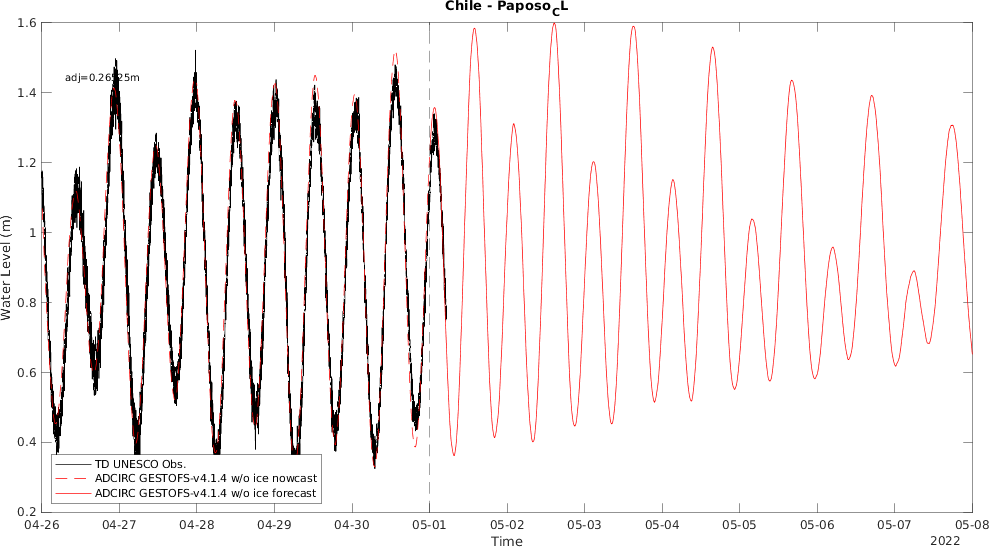 Chile - Paposo_CL
1.6
adj=0.26525m
1.4
1.2
1
0.8
0.6
0.4
0.2
Water Level (m)
TD UNESCO Obs.
ADCIRC GESTOFS-v4.1.4 w/o ice nowcast
ADCIRC GESTOFS-v4.1.4 w/o ice forecast
04-26 04-27 04-28 04-29 04-30 05-01 05-02 05-03 05-04 05-05 05-06 05-07 05-08
Time
2022